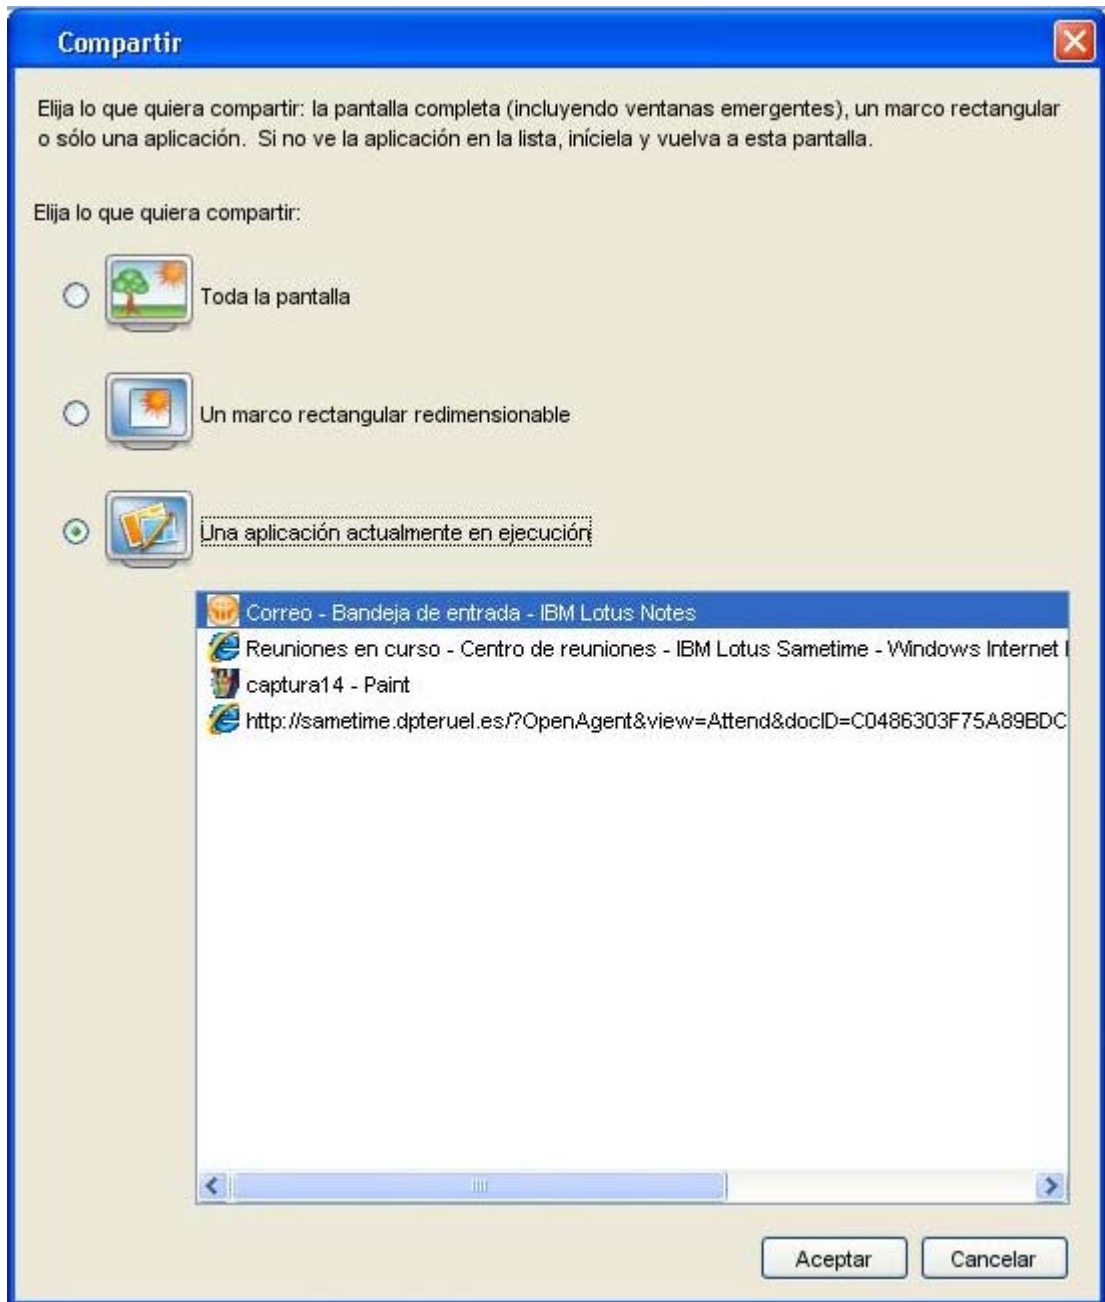 Compartir
Elija lo que quiera compartir: la pantalla completa (incluyendo ventanas emergentes), un marco rectangular
o sólo una aplicación. Si no ve la aplicación en la lista, iníciela y vuelva a esta pantalla.
Elija lo que quiera compartir:
Toda la pantalla
Un marco rectangular redimensionable
Una aplicación actualmente en ejecución
Correo - Bandeja de entrada - IBM Lotus Notes
Reuniones en curso - Centro de reuniones - IBM Lotus Sametime - Windows Internet
captura14 - Paint
http://sametime.dpteruel.es/?OpenAgent&view=Attend&docID=C0486303F75A89BDC
Aceptar
Cancelar